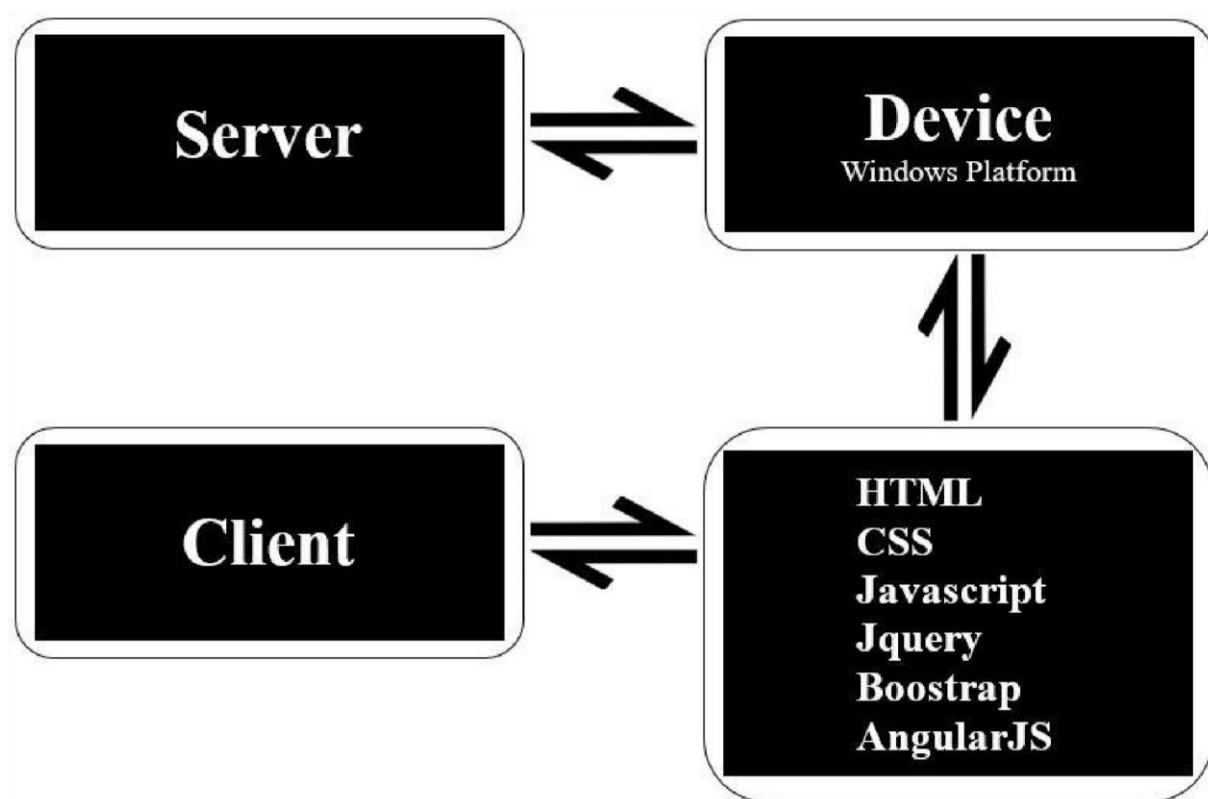 Server
Device
Windows Platform
Client
HTML
CSS
Javascript
Jquery
Boostrap
AngularJS